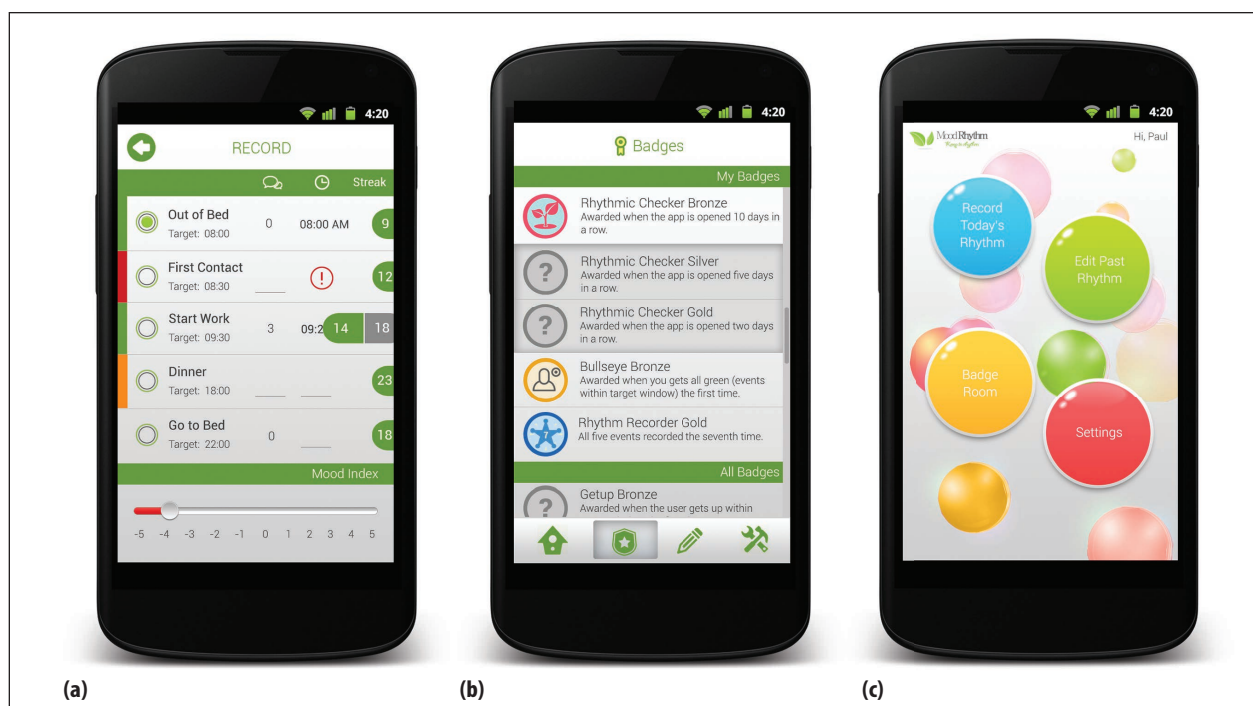 4:20
RECORD
Streak
Out of Bed
Target: 08:00
0
08:00 AM
9
First Contact
Target: 08:30
!
12
Start Work
Target: 09:30
3
09:2
14
18
Dinner
Target: 18:00
23
Go to Bed
Target: 22:00
0
18
Mood Index
-5 -4 -3 -2 -1 0 1 2 3 4 5
(a)
4:20
Badges
My Badges
Rhythmic Checker Bronze
Awarded when the app is opened 10 days in
a row.
?
Rhythmic Checker Silver
Awarded when the app is opened five days
in a row.
?
Rhythmic Checker Gold
Awarded when the app is opened two days
in a row.
Bullseye Bronze
Awarded when you gets all green (events
within target window) the first time.
7
Rhythm Recorder Gold
All five events recorded the seventh time.
All Badges
?
Getup Bronze
Awarded when the user gets up within
(b)
4:20
MoodRhythm
Hi, Paul
Record
Today's
Rhythm
Edit Past
Rhythm
Badge
Room
Settings
(c)